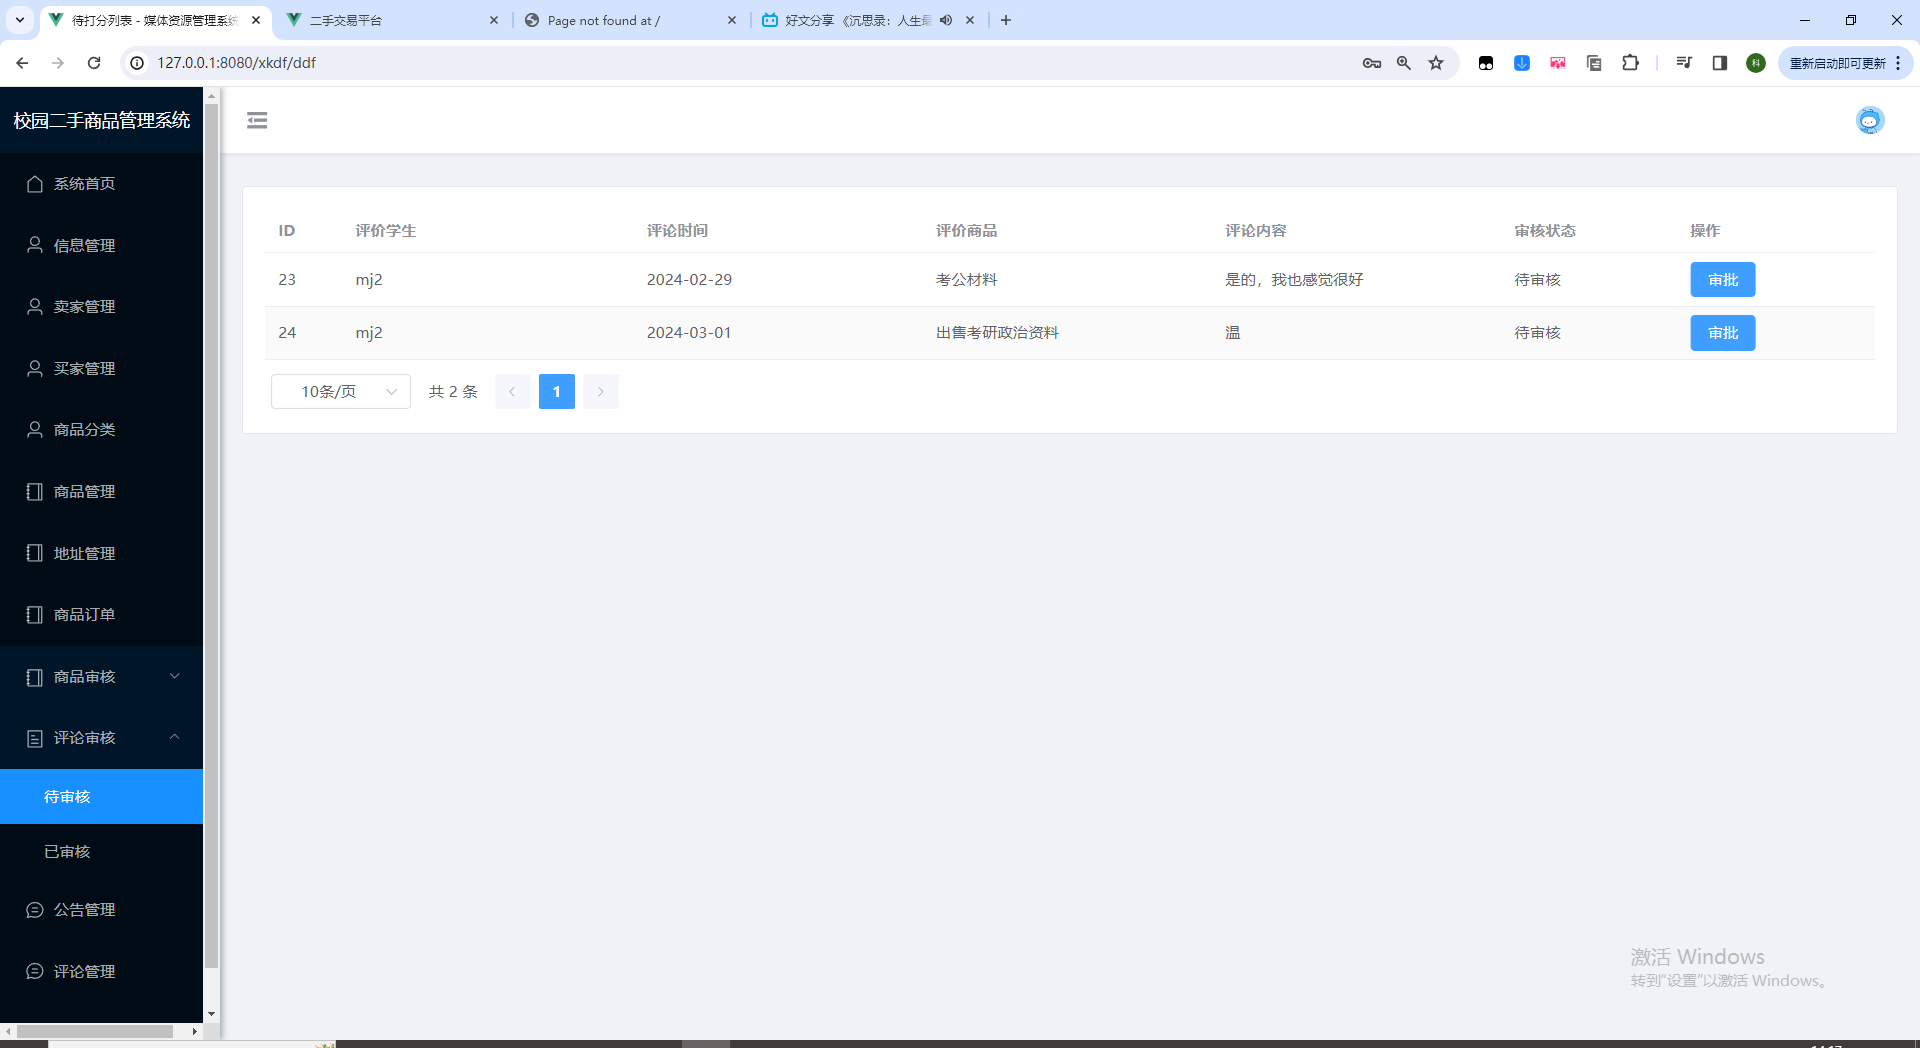 待打分列表 - 媒体资源管理系统
二手交易平台
Page not found at /
好文分享 《沉思录：人生最
127.0.0.1:8080/xkdf/ddf
科
重新启动即可更新
校园二手商品管理系统
系统首页
信息管理
卖家管理
买家管理
商品分类
商品管理
地址管理
商品订单
商品审核
评论审核
待审核
已审核
公告管理
评论管理
ID 评价学生 评论时间 评价商品 评论内容 审核状态 操作
23 mj2 2024-02-29 考公材料 是的，我也感觉很好 待审核 审批
24 mj2 2024-03-01 出售考研政治资料 温 待审核 审批
10条/页 共 2 条 1
激活 Windows
转到“设置”以激活 Windows。